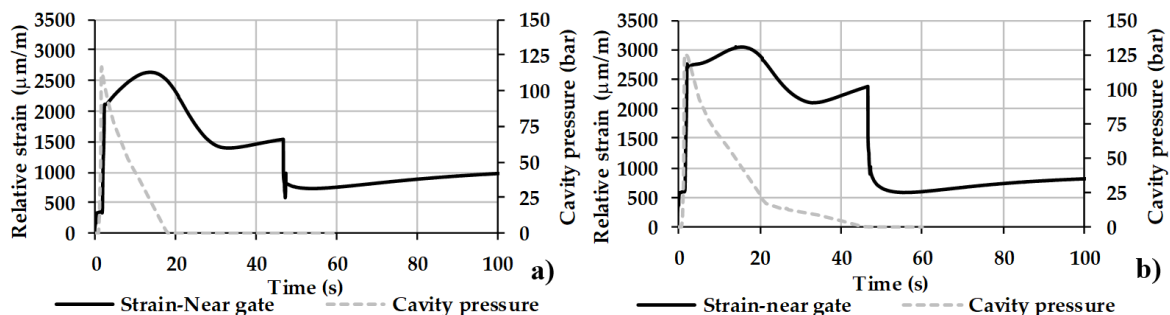 3500
3000
2500
2000
1500
1000
500
0
Relative strain (μm/m)
150
125
100
75
50
25
0
Cavity pressure (bar)
0 20 40 60 80 100
Time (s)
a)
Strain-Near gate Cavity pressure
3500
3000
2500
2000
1500
1000
500
0
Relative strain (μm/m)
150
125
100
75
50
25
0
Cavity pressure (bar)
0 20 40 60 80 100
Time (s)
b)
Strain-near gate Cavity pressure